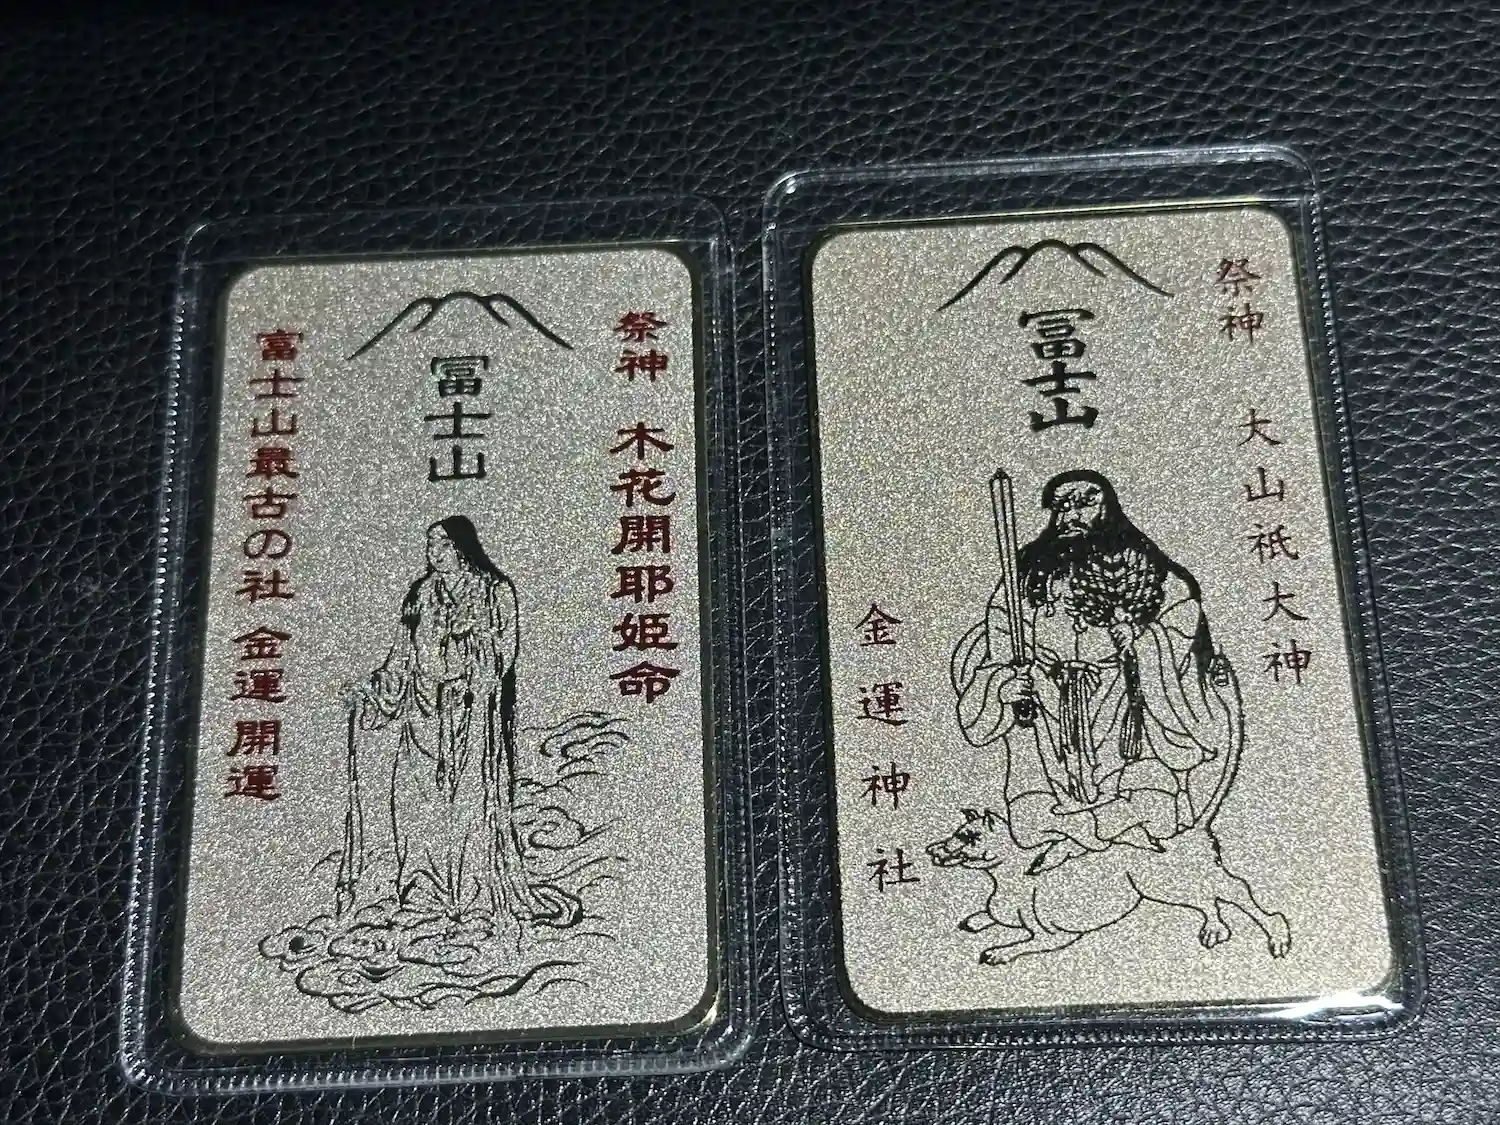 冨士山
祭神 木花開耶姫命
富士山最古の社 金運開運
冨士山
祭神 大山祇大神
金運神社